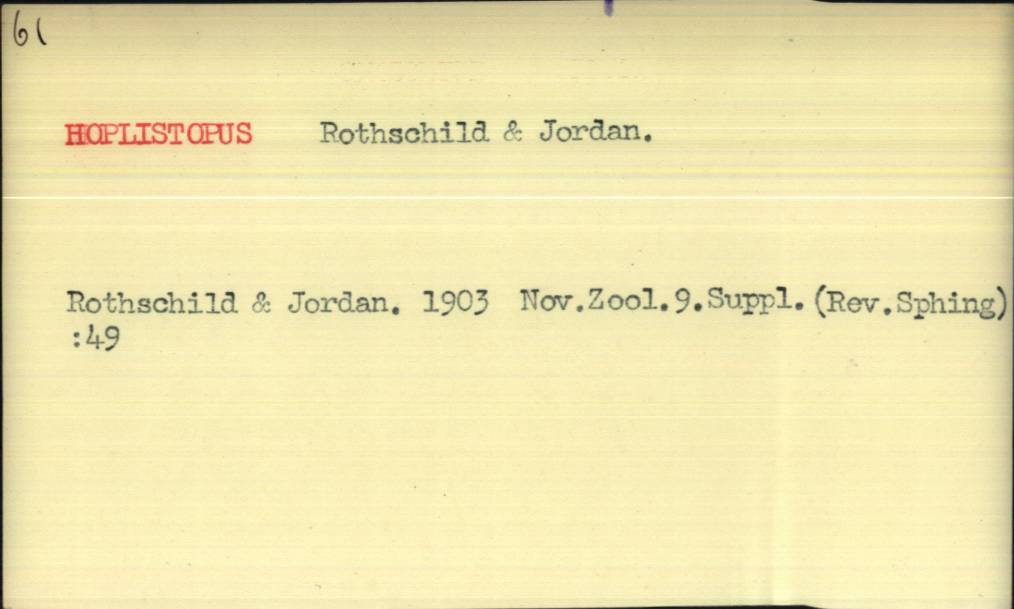 61
HOPLISTOPUS Rothschild & Jordan.
Rothschild & Jordan. 1903 Nov.Zool.9.Suppl.(Rev.Sphing)
:49